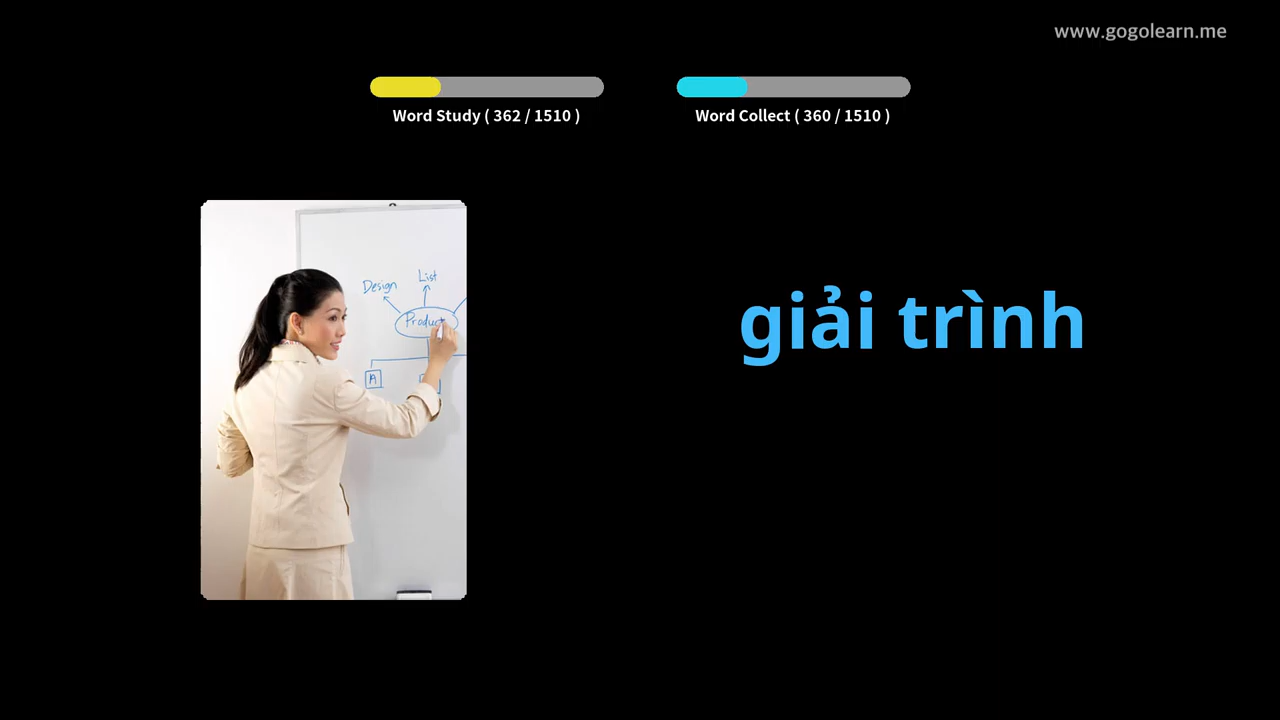 www.gogolearn.me
Word Study ( 362 / 1510 )
Word Collect ( 360 / 1510 )
Design
List
Product
A
giải trình